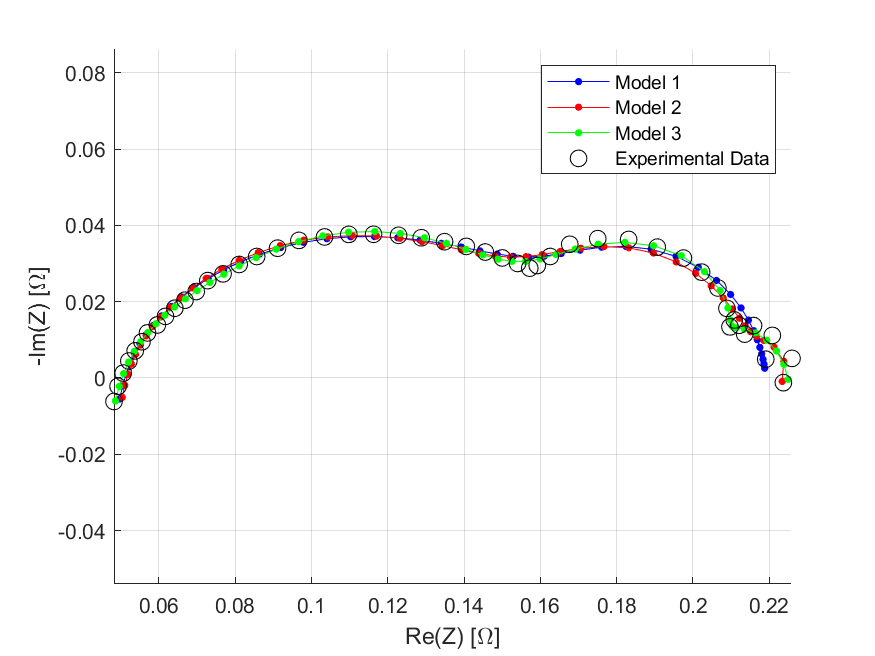 Model 1
Model 2
Model 3
Experimental Data
0.08
0.06
0.04
0.02
0
-0.02
-0.04
-Im(Z) [Ω]
0.06 0.08 0.1 0.12 0.14 0.16 0.18 0.2 0.22
Re(Z) [Ω]